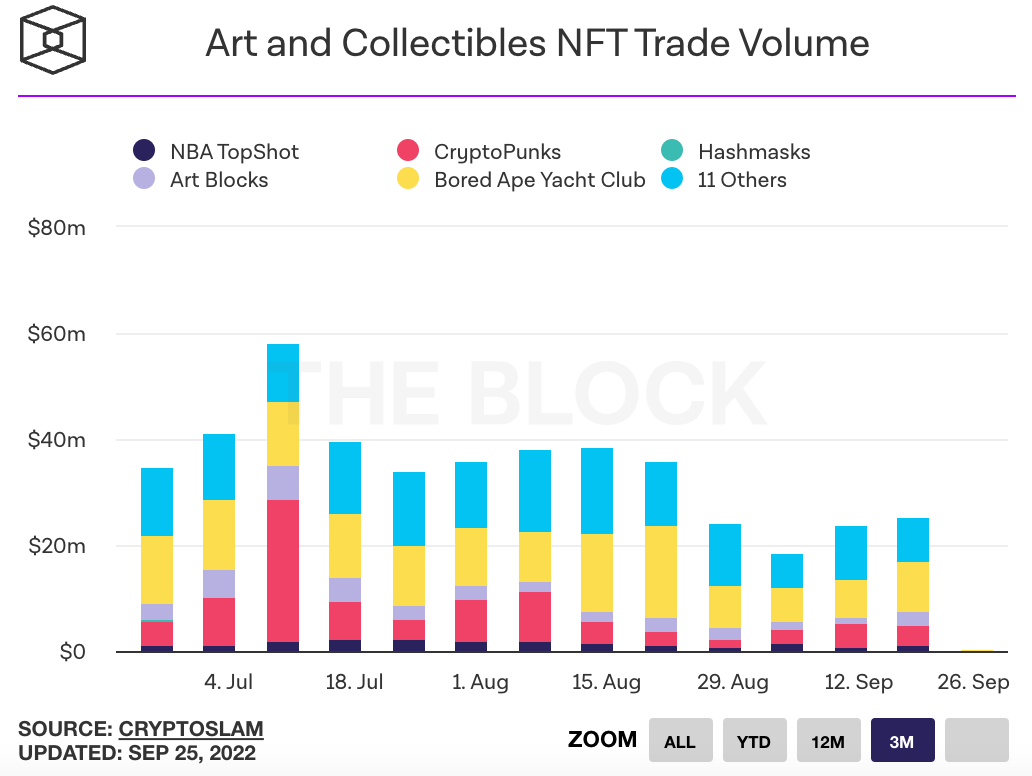 Art and Collectibles NFT Trade Volume
NBA TopShot CryptoPunks Hashmasks
Art Blocks Bored Ape Yacht Club 11 Others
$80m
$60m
THE BLOCK
$40m
$20m
$0
4. Jul 18. Jul 1. Aug 15. Aug 29. Aug 12. Sep 26. Sep
SOURCE: CRYPTOSLAM
UPDATED: SEP 25, 2022
ZOOM ALL YTD 12M 3M